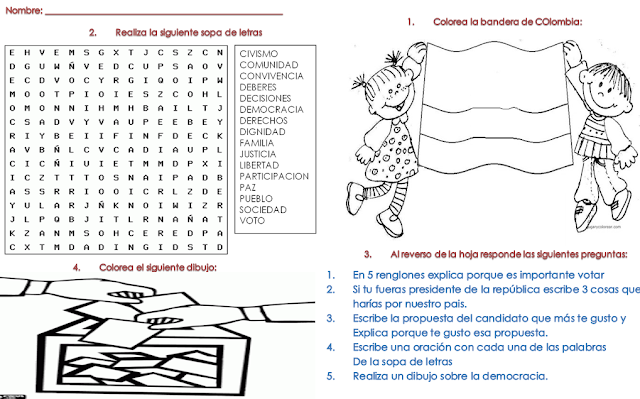 Nombre: ____________________________
2. Realiza la siguiente sopa de letras
E H V E M S G X T J C S Z C N
D G U W Ñ V E D C U P S A O V
E C D V O C Y R G I Q O I P W
M O O T P I O I E S Z C O H L
O M O N N I H M H B A I L T J
C S A D V Y V A U P E E B E Y
R I Y B E I I F I N F D E C K
A V B Ñ L C V C A D I A U P L
C I C Ñ I U I E T M M D P X I
I C Z T T T O S N A I P A D B
A S S R R I O O I C R L Z D E
Y U L A R J Ñ K N O I W I Z R
J L P Q B J I T L R N A Ñ A T
K Z A N M S O H C E R E D P A
C X T M D A D I N G I D S T D
CIVISMO
COMUNIDAD
CONVIVENCIA
DEBERES
DECISIONES
DEMOCRACIA
DERECHOS
DIGNIDAD
FAMILIA
JUSTICIA
LIBERTAD
PARTICIPACION
PAZ
PUEBLO
SOCIEDAD
VOTO
4. Colorea el siguiente dibujo:
1. Colorea la bandera de COlombia:
3. Al reverso de la hoja responde las siguientes preguntas:
1. En 5 renglones explica porque es importante votar
2. Si tu fueras presidente de la república escribe 3 cosas que
harías por nuestro pais.
3. Escribe la propuesta del candidato que más te gusto y
Explica porque te gusto esa propuesta.
4. Escribe una oración con cada una de las palabras
De la sopa de letras
5. Realiza un dibujo sobre la democracia.